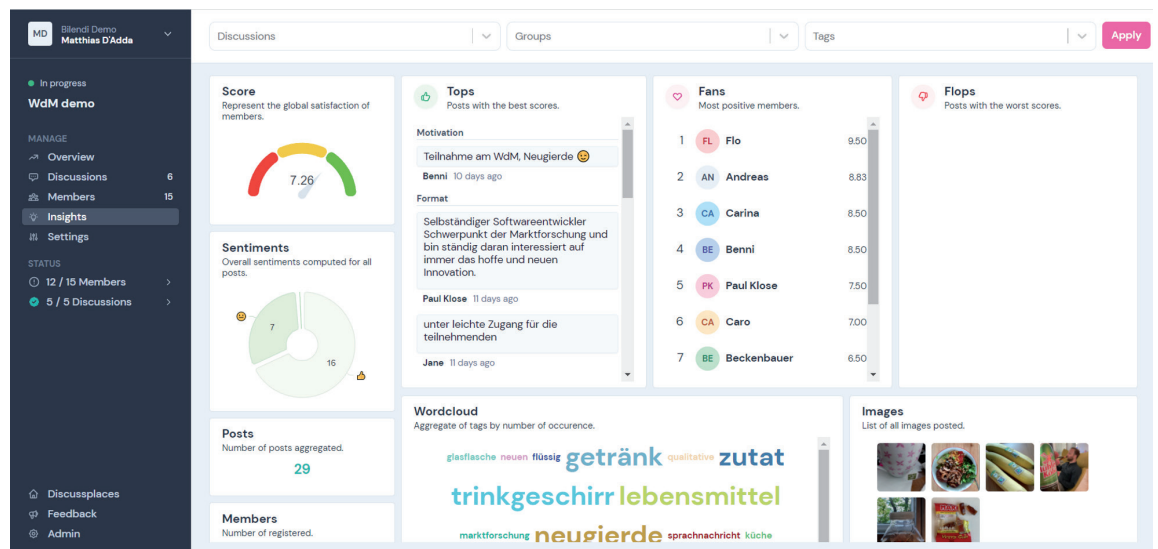 MD
Bilendi Demo
Matthias D'Adda
In progress
WdM demo
MANAGE
Overview
Discussions 6
Members 15
Insights
Settings
STATUS
12 / 15 Members
5 / 5 Discussions
Discussplaces
Feedback
Admin
Discussions
Groups
Tags
Apply
Score
Represent the global satisfaction of
members.
7.26
Sentiments
Overall sentiments computed for all
posts.
7
16
Posts
Number of posts aggregated.
29
Members
Number of registered.
Tops
Posts with the best scores.
Motivation
Teilnahme am WdM, Neugierde 😉
Benni 10 days ago
Format
Selbständiger Softwareentwickler
Schwerpunkt der Marktforschung und
bin ständig daran interessiert auf
immer das hoffe und neuen
Innovation.
Paul Klose 11 days ago
unter leichte Zugang für die
teilnehmenden
Jane 11 days ago
Fans
Most positive members.
1 FL Flo 9.50
2 AN Andreas 8.83
3 CA Carina 8.50
4 BE Benni 8.50
5 PK Paul Klose 7.50
6 CA Caro 7.00
7 BE Beckenbauer 6.50
Flops
Posts with the worst scores.
Wordcloud
Aggregate of tags by number of occurence.
glasflasche neuen flüssig getränk qualitative zutat
trinkgeschirr lebensmittel
marktforschung neugierde sprachnachricht küche
Images
List of all images posted.